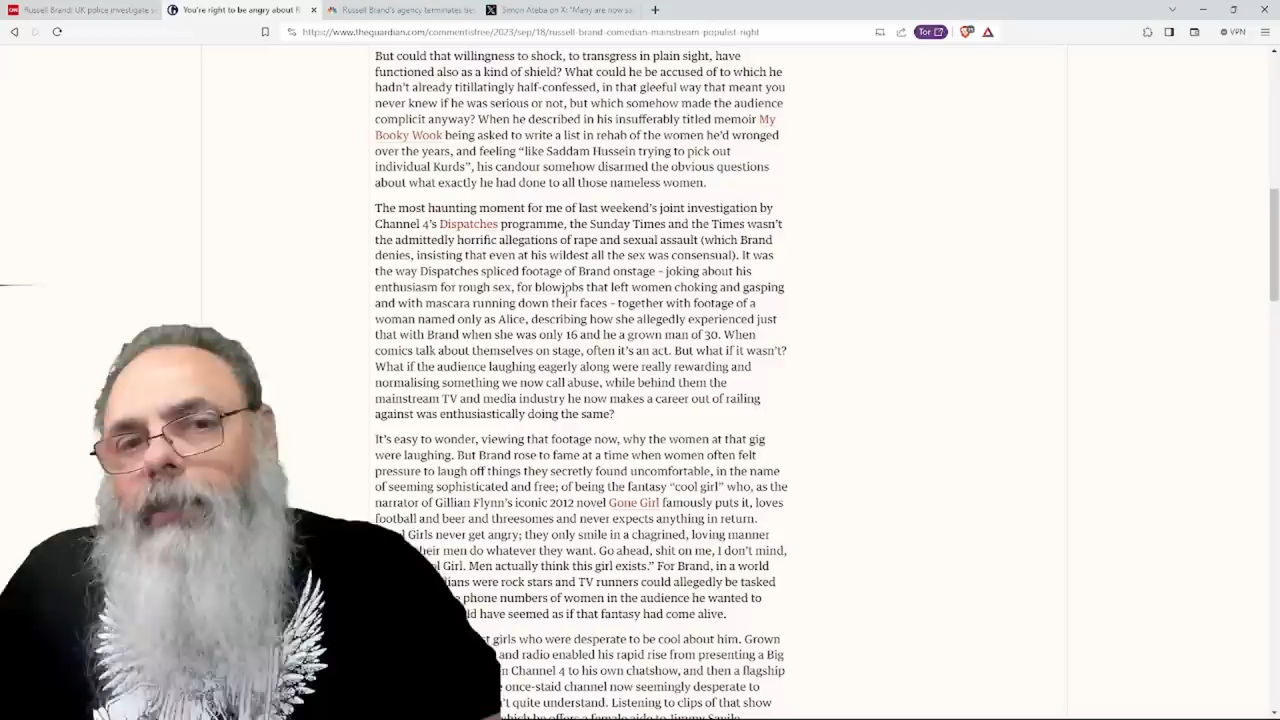 Russell Brand: UK police investigate s
You're right to be angry about R
Russell Brand's agency terminates tie
Simon Ateba on X: "Many are now sa
https://www.theguardian.com/commentisfree/2023/sep/18/russell-brand-comedian-mainstream-populist-right
Tor
VPN
But could that willingness to shock, to transgress in plain sight, have
functioned also as a kind of shield? What could he be accused of to which he
hadn't already titillatingly half-confessed, in that gleeful way that meant you
never knew if he was serious or not, but which somehow made the audience
complicit anyway? When he described in his insufferably titled memoir My
Booky Wook being asked to write a list in rehab of the women he'd wronged
over the years, and feeling “like Saddam Hussein trying to pick out
individual Kurds”, his candour somehow disarmed the obvious questions
about what exactly he had done to all those nameless women.
The most haunting moment for me of last weekend's joint investigation by
Channel 4's Dispatches programme, the Sunday Times and the Times wasn't
the admittedly horrific allegations of rape and sexual assault (which Brand
denies, insisting that even at his wildest all the sex was consensual). It was
the way Dispatches spliced footage of Brand onstage – joking about his
enthusiasm for rough sex, for blowjobs that left women choking and gasping
and with mascara running down their faces – together with footage of a
woman named only as Alice, describing how she allegedly experienced just
that with Brand when she was only 16 and he a grown man of 30. When
comics talk about themselves on stage, often it's an act. But what if it wasn't?
What if the audience laughing eagerly along were really rewarding and
normalising something we now call abuse, while behind them the
mainstream TV and media industry he now makes a career out of railing
against was enthusiastically doing the same?
It's easy to wonder, viewing that footage now, why the women at that gig
were laughing. But Brand rose to fame at a time when women often felt
pressure to laugh off things they secretly found uncomfortable, in the name
of seeming sophisticated and free; of being the fantasy “cool girl” who, as the
narrator of Gillian Flynn's iconic 2012 novel Gone Girl famously puts it, loves
football and beer and threesomes and never expects anything in return.
Girls never get angry; they only smile in a chagrined, loving manner
heir men do whatever they want. Go ahead, shit on me, I don't mind,
l Girl. Men actually think this girl exists.” For Brand, in a world
dians were rock stars and TV runners could allegedly be tasked
phone numbers of women in the audience he wanted to
ld have seemed as if that fantasy had come alive.
t girls who were desperate to be cool about him. Grown
and radio enabled his rapid rise from presenting a Big
n Channel 4 to his own chatshow, and then a flagship
once-staid channel now seemingly desperate to
't quite understand. Listening to clips of that show
which he offers a female aide to Jimmy Savile